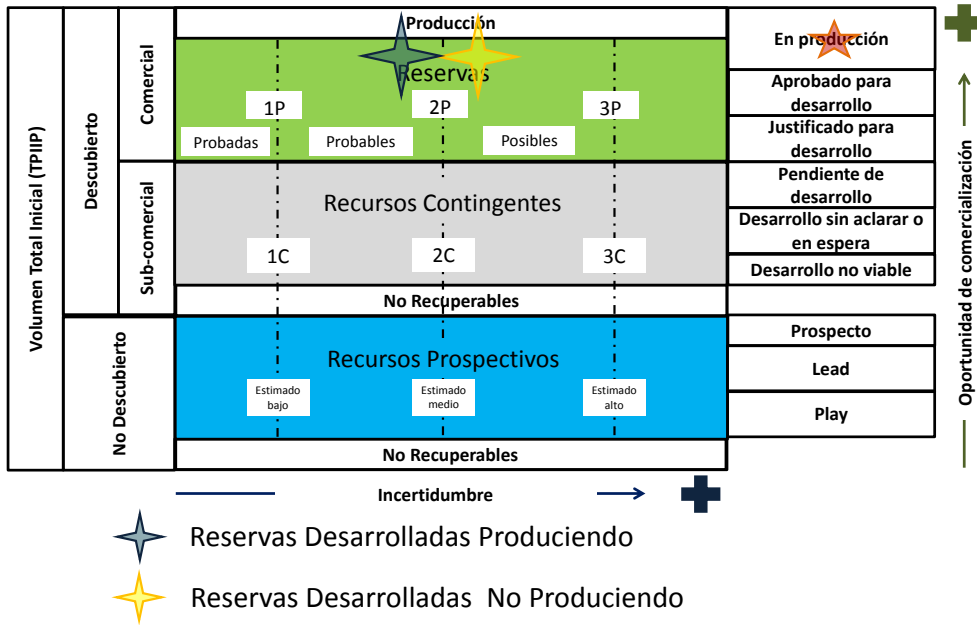 Volumen Total Inicial (TPIIP)
Descubierto
No Descubierto
Comercial
Sub-comercial
Producción
Reservas
1P
2P
3P
Probadas
Probables
Posibles
Recursos Contingentes
1C
2C
3C
No Recuperables
Recursos Prospectivos
Estimado
bajo
Estimado
medio
Estimado
alto
No Recuperables
En producción
Aprobado para
desarrollo
Justificado para
desarrollo
Pendiente de
desarrollo
Desarrollo sin aclarar o
en espera
Desarrollo no viable
Prospecto
Lead
Play
Oportunidad de comercialización
Incertidumbre
Reservas Desarrolladas Produciendo
Reservas Desarrolladas No Produciendo